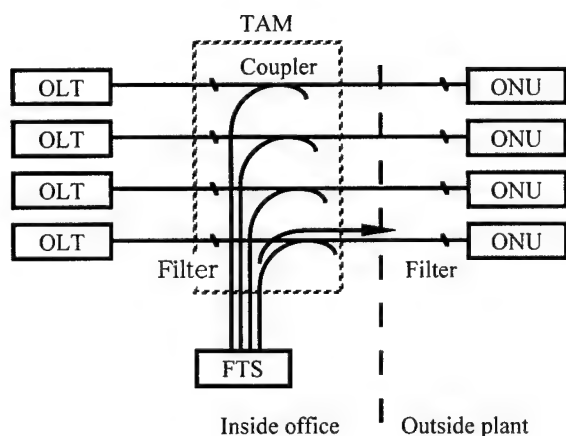 TAM
Coupler
OLT
ONU
OLT
ONU
OLT
ONU
OLT
ONU
Filter
Filter
FTS
Inside office
Outside plant